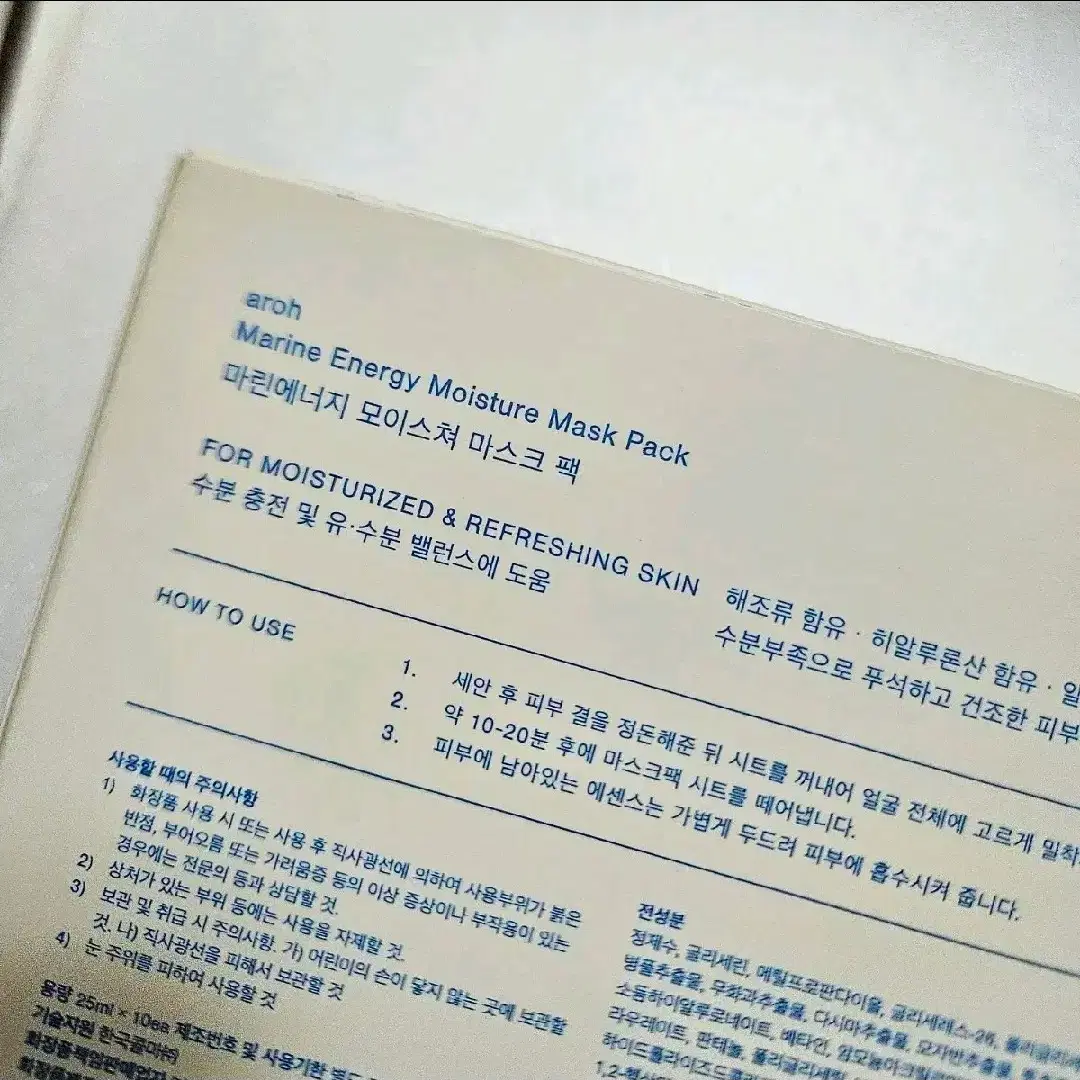 aroh
Marine Energy Moisture Mask Pack
마린에너지 모이스쳐 마스크 팩
FOR MOISTURIZED & REFRESHING SKIN
수분 충전 및 유·수분 밸런스에 도움
해조류 함유 · 히알루론산 함유 ·
수분부족으로 푸석하고 건조한 피부
HOW TO USE
1. 세안 후 피부 결을 정돈해준 뒤 시트를 꺼내어 얼굴 전체에 고르게 밀착
2. 약 10-20분 후에 마스크팩 시트를 떼어냅니다.
3. 피부에 남아있는 에센스는 가볍게 두드려 피부에 흡수시켜 줍니다.
사용할 때의 주의사항
1) 화장품 사용 시 또는 사용 후 직사광선에 의하여 사용부위가 붉은
반점, 부어오름 또는 가려움증 등의 이상 증상이나 부작용이 있는
경우에는 전문의 등과 상담할 것.
2) 상처가 있는 부위 등에는 사용을 자제할 것.
3) 보관 및 취급 시 주의사항. 가) 어린이의 손이 닿지 않는 곳에 보관할
것. 나) 직사광선을 피해서 보관할 것
4) 눈 주위를 피하여 사용할 것
용량 25ml × 10ea 제조번호 및 사용기한 별도
기술지원 한국콜마㈜
화장품책임판매업자
전성분
정제수, 글리세린, 메틸프로판다이올, 글리세레스-26,
병풀추출물, 무화과추출물, 다시마추출물, 모자반추출물,
소듐하이알루로네이트, 베타인,
라우레이트, 판테놀, 폴리글리세릴
하이드롤라이즈드콜라겐